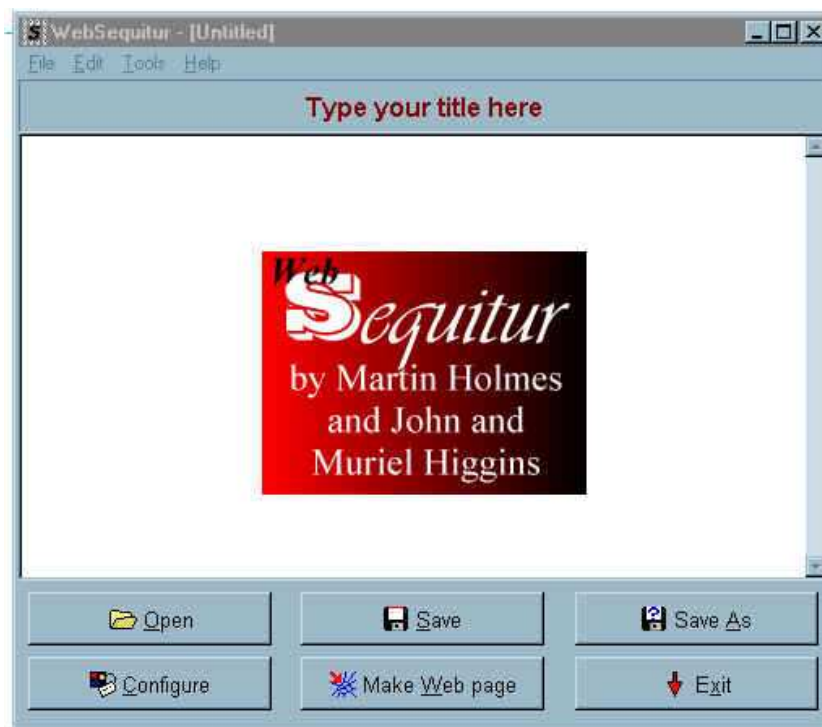 WebSequitur - [Untitled]
File Edit Tools Help
Type your title here
Web
Sequitur
by Martin Holmes
and John and
Muriel Higgins
Open Save Save As
Configure Make Web page Exit